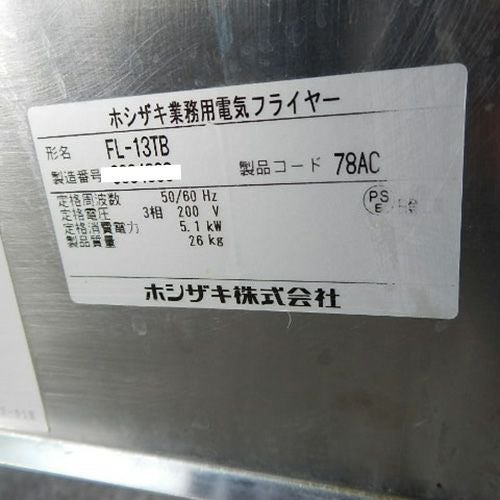 ホシザキ業務用電気フライヤー
形名 FL-13TB
製造番号 製品コード 78AC
定格周波数 50/60 Hz
定格電圧 3相 200 V
定格消費電力 5.1 kW
製品質量 26 kg
PS
E
ホシザキ株式会社